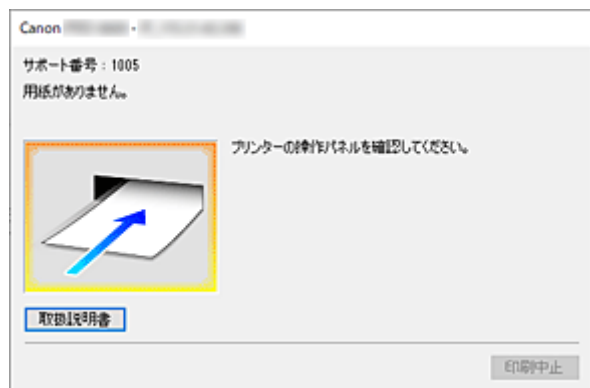 Canon
サポート番号：1005
用紙がありません。
プリンターの操作パネルを確認してください。
取扱説明書
印刷中止